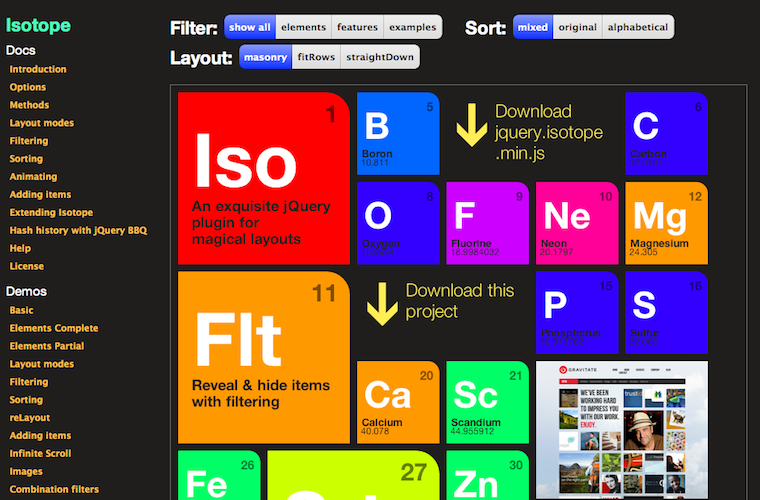 Isotope
Docs
Introduction
Options
Methods
Layout modes
Filtering
Sorting
Animating
Adding items
Extending Isotope
Hash history with jQuery BBQ
Help
License
Demos
Basic
Elements Complete
Elements Partial
Layout modes
Filtering
Sorting
reLayout
Adding items
Infinite Scroll
Images
Combination filters
Filter: show all elements features examples
Sort: mixed original alphabetical
Layout: masonry fitRows straightDown
1
Iso
An exquisite jQuery
plugin for
magical layouts
5
B
Boron
10.811
Download
jquery.isotope
.min.js
6
C
Carbon
8
O
Oxygen
9
F
Fluorine
18.9984032
10
Ne
Neon
20.1797
12
Mg
Magnesium
24.305
11
Flt
Reveal & hide items
with filtering
Download this
project
15
P
Phosphorus
16
S
Sulfur
20
Ca
Calcium
40.078
21
Sc
Scandium
44.955912
GRAVITATE
WE'VE BEEN
WORKING HARD
TO IMPRESS YOU
WITH OUR WORK.
ENJOY.
26
Fe
27
30
Zn